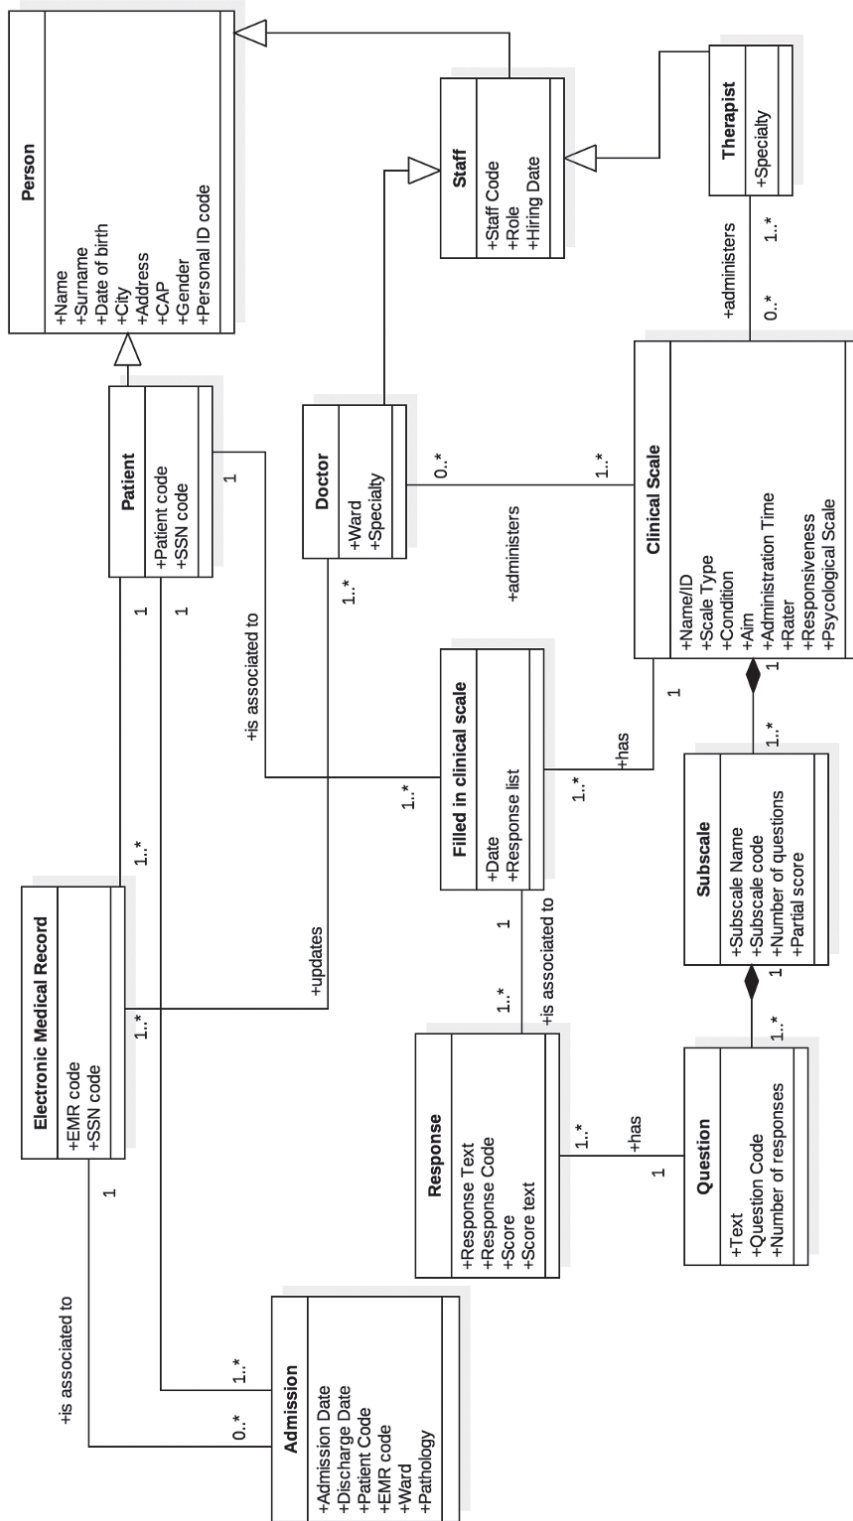 Person
+Name
+Surname
+Date of birth
+City
+Address
+CAP
+Gender
+Personal ID code
Staff
+Staff Code
+Role
+Hiring Date
Therapist
+Specialty
Patient
+Patient code
+SSN code
Doctor
+Ward
+Specialty
+administers
1..*
0..*
Clinical Scale
+Name/ID
+Scale Type
+Condition
+Aim
+Administration Time
+Rater
+Responsiveness
+Psycological Scale
0..*
1..*
+administers
1
+is associated to
1..*
1
1
1..*
1..*
+updates
1..*
Electronic Medical Record
+EMR code
+SSN code
Filled in clinical scale
+Date
+Response list
1..*
+has
1
1
1..*
Subscale
+Subscale Name
+Subscale code
+Number of questions
+Partial score
1
1..*
1
1..*
+is associated to
Response
+Response Text
+Response Code
+Score
+Score text
1..*
+has
1
Question
+Text
+Question Code
+Number of responses
1
+is associated to
0..*
1..*
Admission
+Admission Date
+Discharge Date
+Patient Code
+EMR code
+Ward
+Pathology